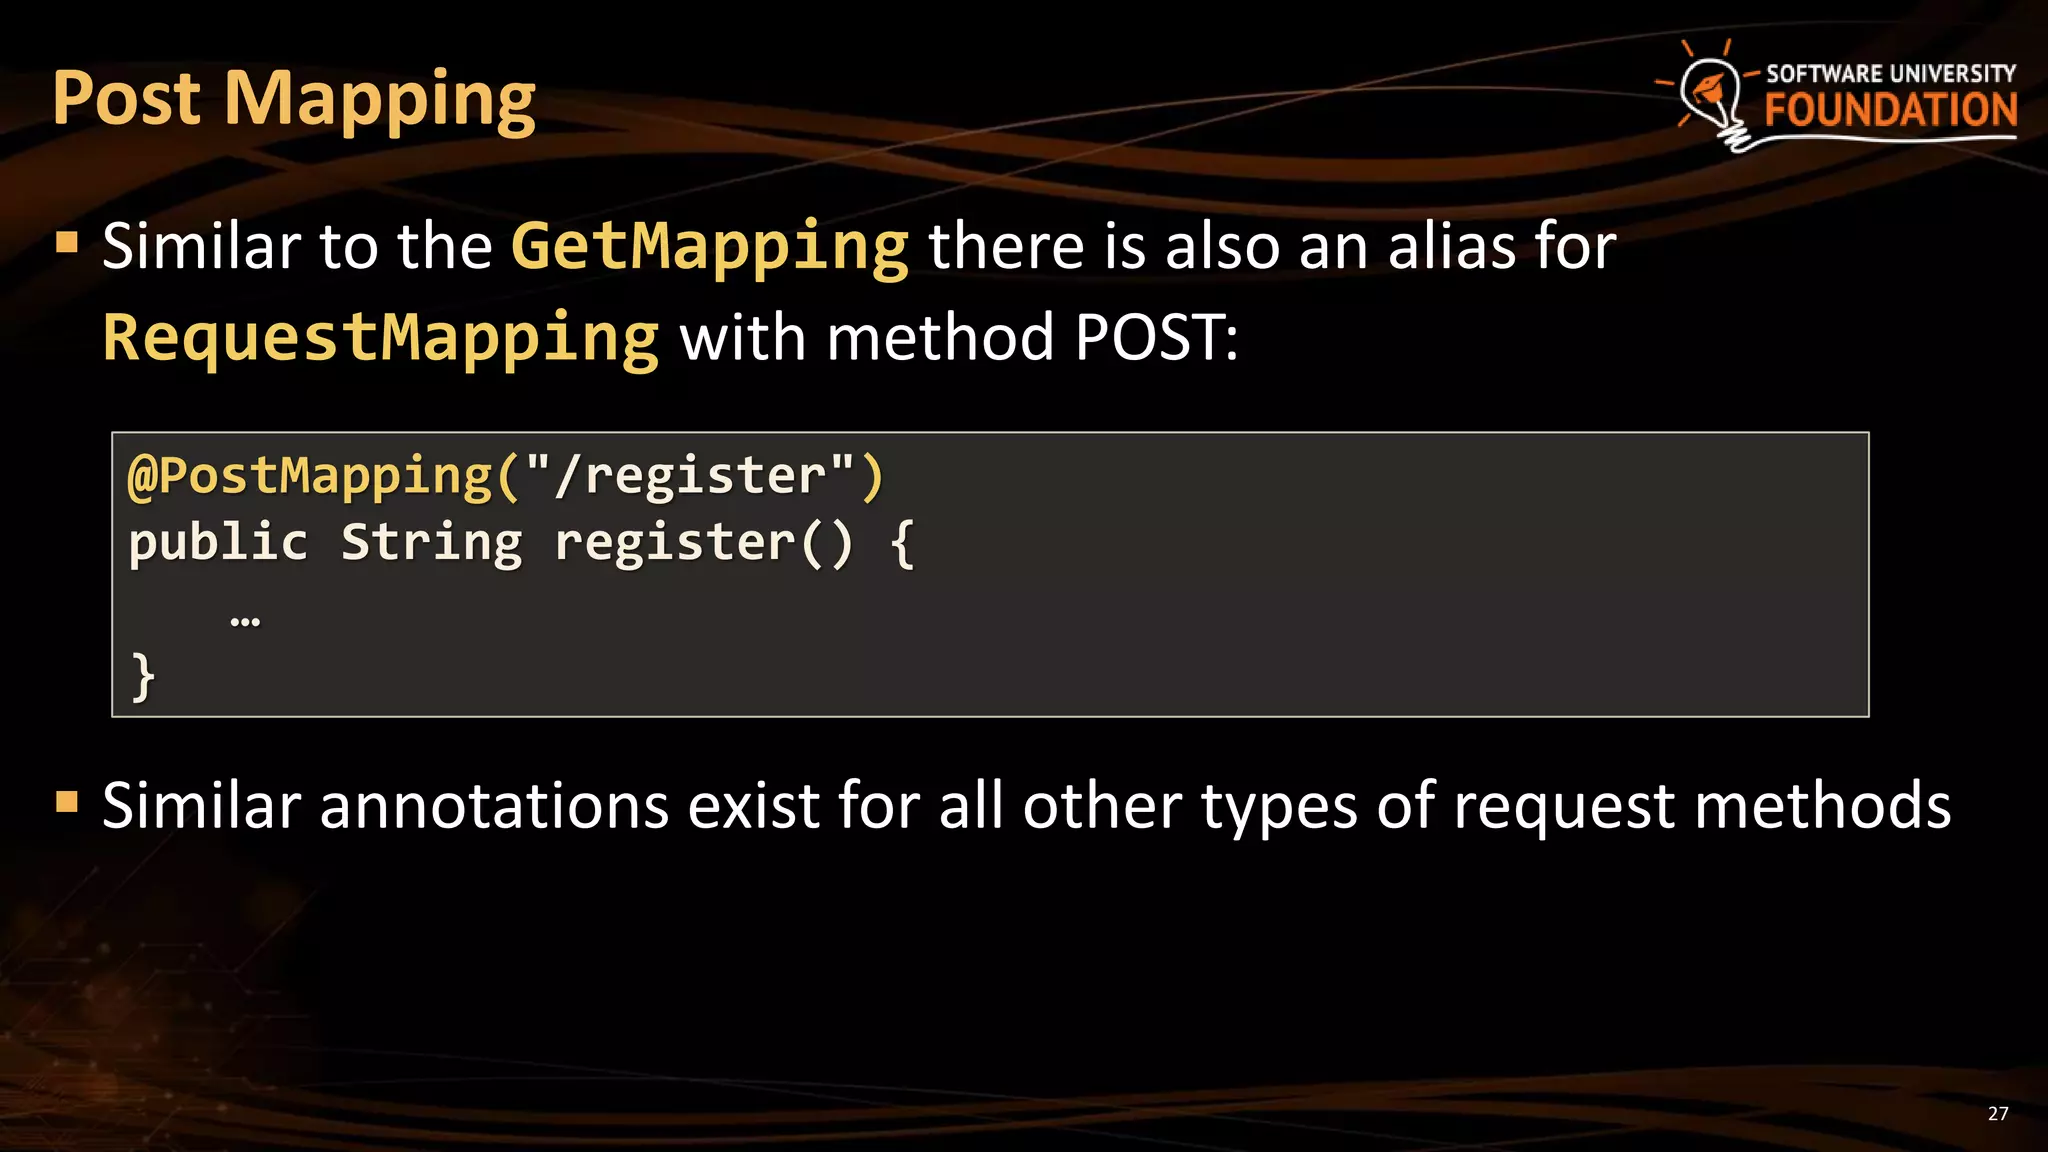 Post Mapping
SOFTWARE UNIVERSITY
FOUNDATION
Similar to the GetMapping there is also an alias for
RequestMapping with method POST:
@PostMapping("/register")
public String register() {
…
}
Similar annotations exist for all other types of request methods
27